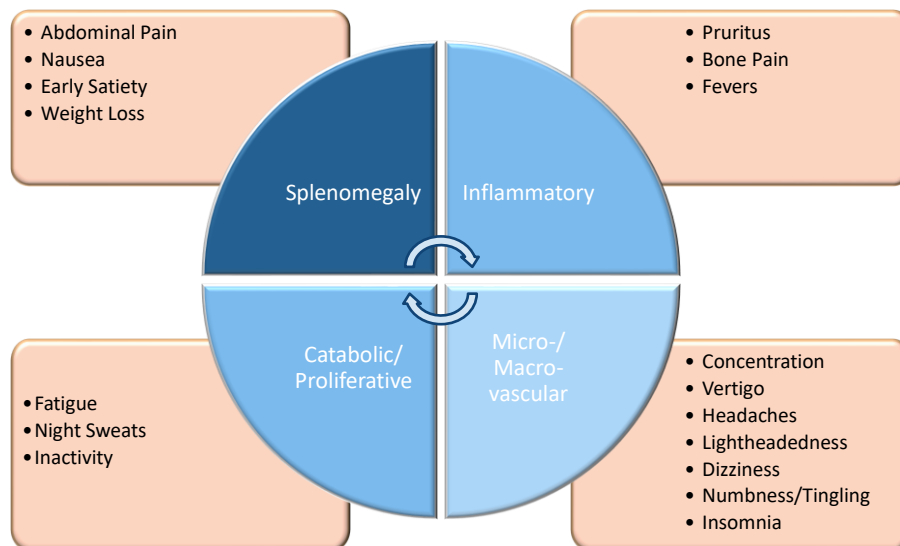 • Abdominal Pain
• Nausea
• Early Satiety
• Weight Loss
• Pruritus
• Bone Pain
• Fevers
Splenomegaly
Inflammatory
Catabolic/
Proliferative
Micro-/
Macro-
vascular
•Fatigue
•Night Sweats
•Inactivity
• Concentration
• Vertigo
• Headaches
• Lightheadedness
• Dizziness
• Numbness/Tingling
• Insomnia